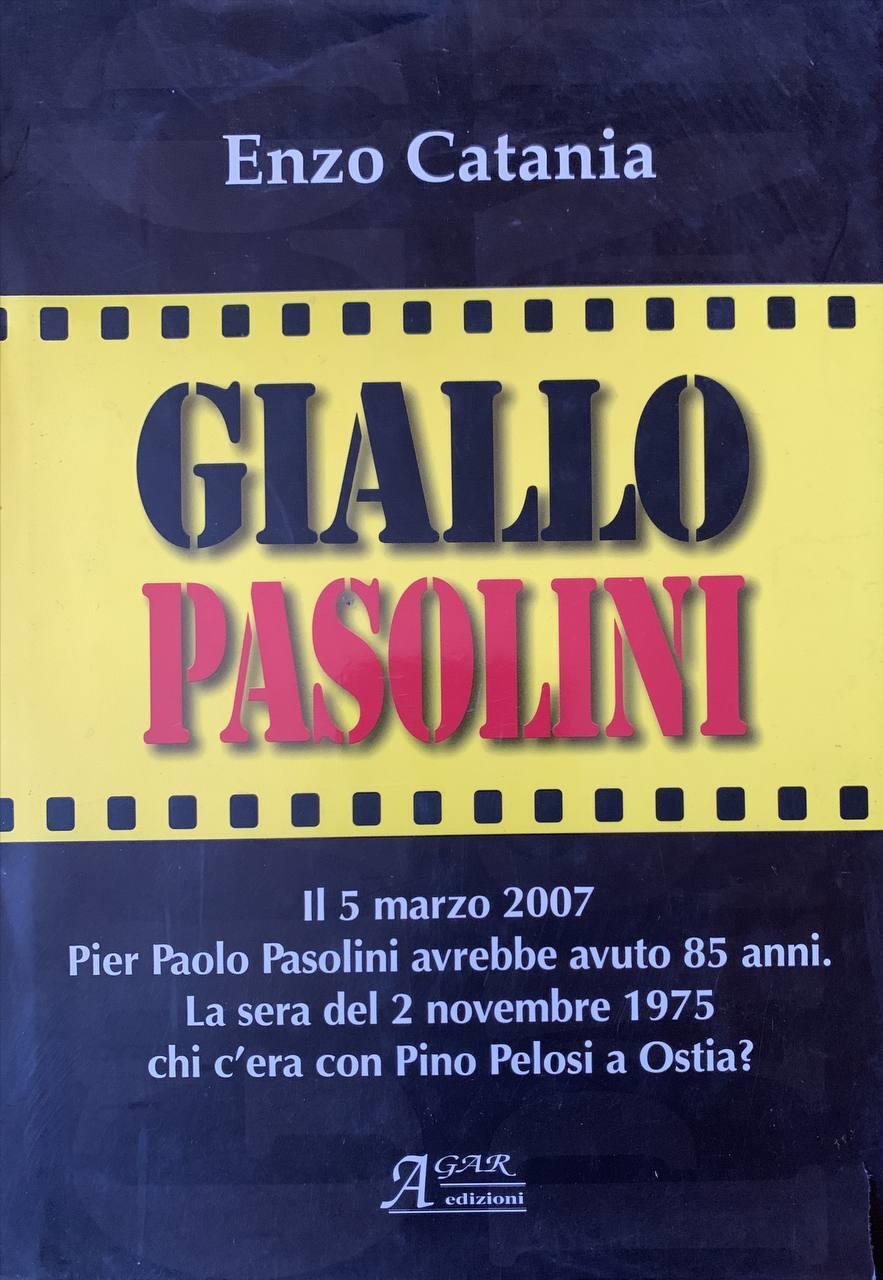 Enzo Catania
GIALLO
PASOLINI
Il 5 marzo 2007
Pier Paolo Pasolini avrebbe avuto 85 anni.
La sera del 2 novembre 1975
chi c'era con Pino Pelosi a Ostia?
AGAR
edizioni